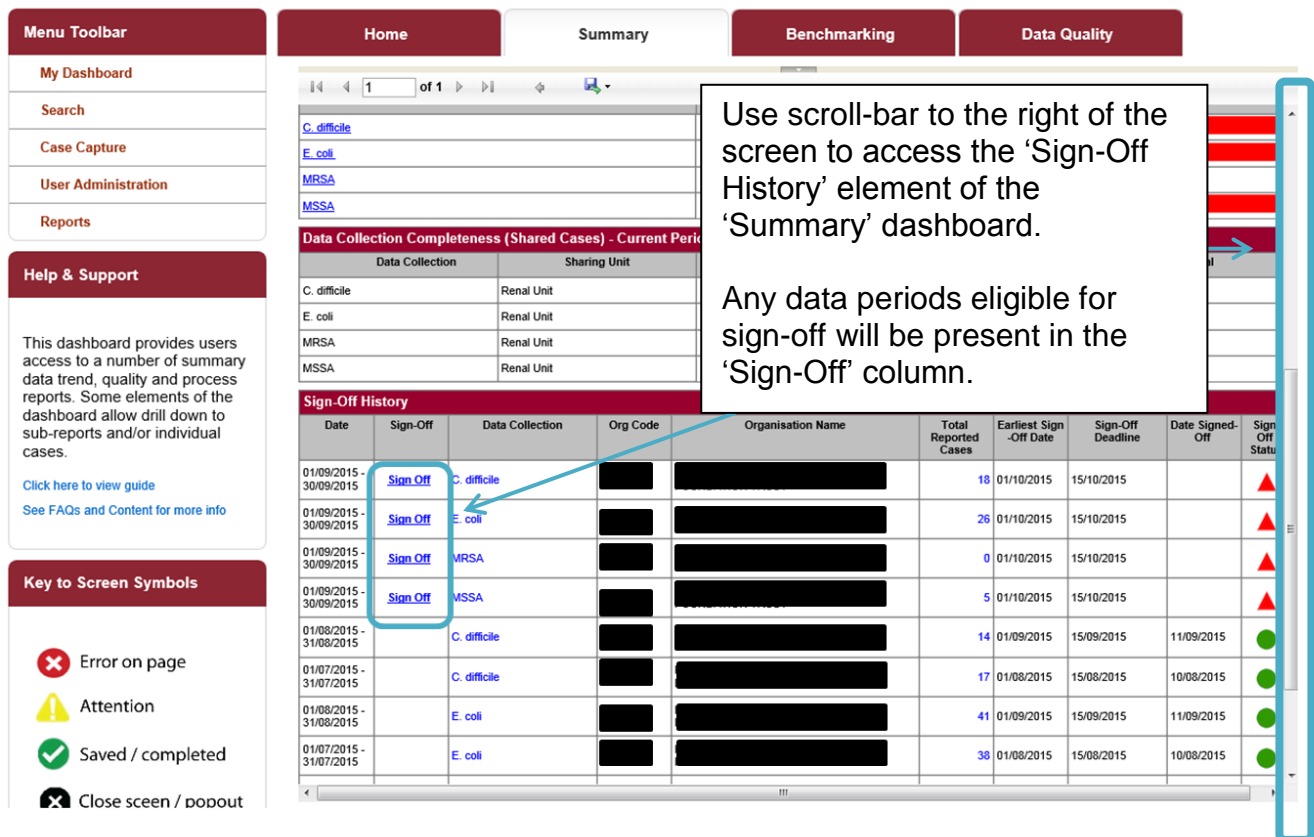 Menu Toolbar
My Dashboard
Search
Case Capture
User Administration
Reports
Help & Support
This dashboard provides users
access to a number of summary
data trend, quality and process
reports. Some elements of the
dashboard allow drill down to
sub-reports and/or individual
cases.
Click here to view guide
See FAQs and Content for more info
Key to Screen Symbols
Error on page
Attention
Saved / completed
Close sceen / popout
Home Summary Benchmarking Data Quality
1 of 1
C. difficile
E. coli
MRSA
MSSA
Use scroll-bar to the right of the
screen to access the ‘Sign-Off
History’ element of the
‘Summary’ dashboard.
Any data periods eligible for
sign-off will be present in the
‘Sign-Off’ column.
Data Collection Completeness (Shared Cases) - Current
Data Collection Sharing Unit
C. difficile Renal Unit
E. coli Renal Unit
MRSA Renal Unit
MSSA Renal Unit
Sign-Off History
Date Sign-Off Data Collection Org Code Organisation Name Total Reported Cases Earliest Sign -Off Date Sign-Off Deadline Date Signed-Off Sign Off
01/09/2015 - 30/09/2015 Sign Off C. difficile 18 01/10/2015 15/10/2015
01/09/2015 - 30/09/2015 Sign Off E. coli 26 01/10/2015 15/10/2015
01/09/2015 - 30/09/2015 Sign Off MRSA 0 01/10/2015 15/10/2015
01/09/2015 - 30/09/2015 Sign Off MSSA 5 01/10/2015 15/10/2015
01/08/2015 - 31/08/2015 C. difficile 14 01/09/2015 15/09/2015 11/09/2015
01/07/2015 - 31/07/2015 C. difficile 17 01/08/2015 15/08/2015 10/08/2015
01/08/2015 - 31/08/2015 E. coli 41 01/09/2015 15/09/2015 11/09/2015
01/07/2015 - 31/07/2015 E. coli 38 01/08/2015 15/08/2015 10/08/2015